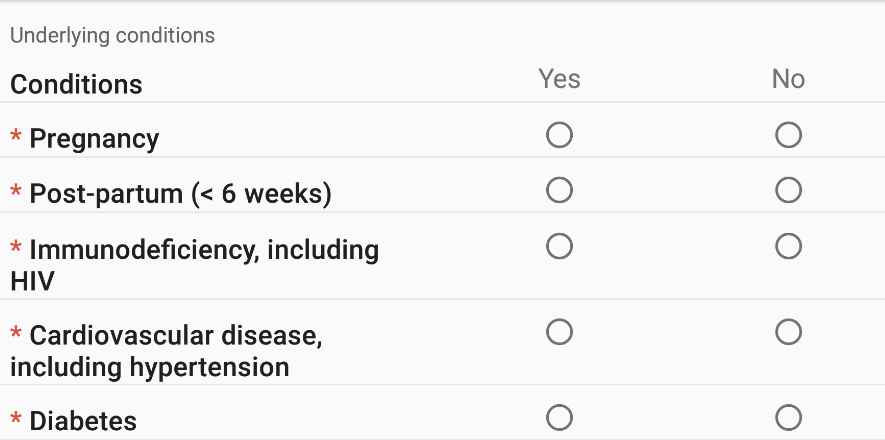 Underlying conditions
Conditions Yes No
* Pregnancy
* Post-partum (< 6 weeks)
* Immunodeficiency, including
HIV
* Cardiovascular disease,
including hypertension
* Diabetes